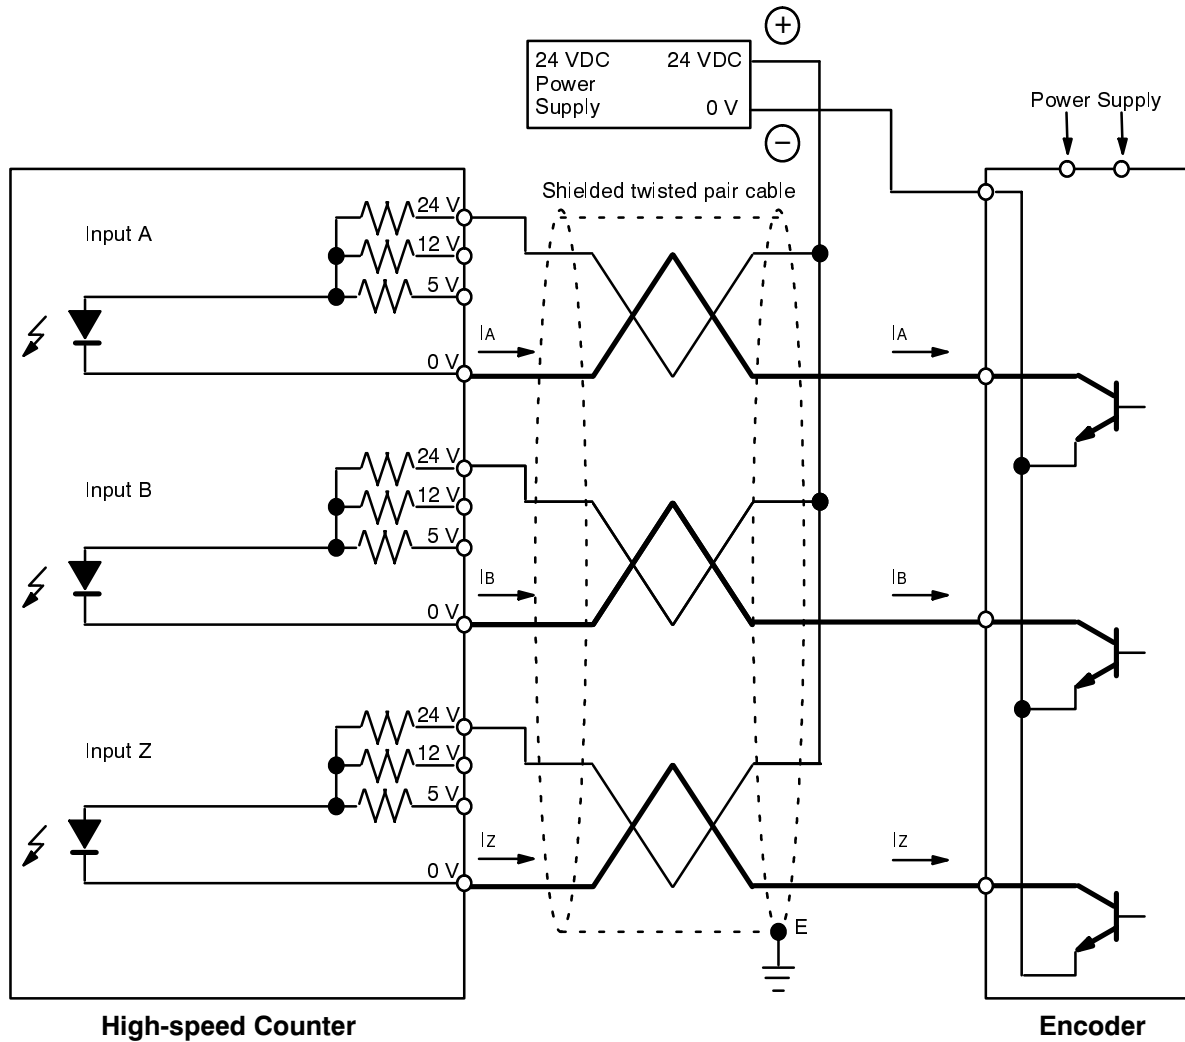 +
24 VDC 24 VDC
Power
Supply 0 V
−
Power Supply
Shielded twisted pair cable
Input A
24 V
12 V
5 V
0 V
IA
IA
Input B
24 V
12 V
5 V
0 V
IB
IB
Input Z
24 V
12 V
5 V
0 V
IZ
IZ
E
High-speed Counter
Encoder